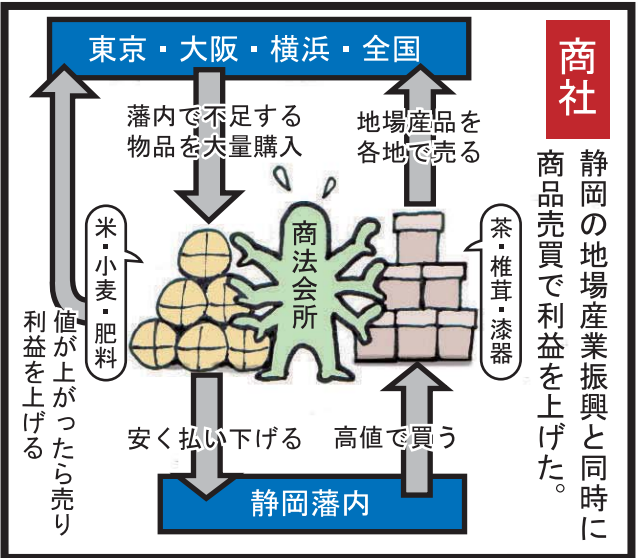 商社
静岡の地場産業振興と同時に
商品売買で利益を上げた。
東京・大阪・横浜・全国
地場産品を
各地で売る
藩内で不足する
物品を大量購入
茶・椎茸・漆器
商法会所
米・小麦・肥料
値が上がったら売り
利益を上げる
高値で買う
安く払い下げる
静岡藩内